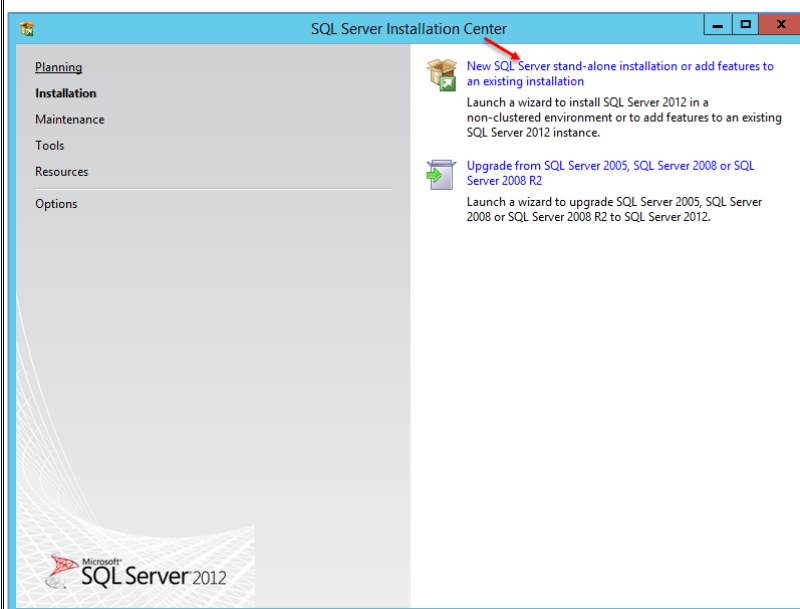 SQL Server Installation Center
Planning
Installation
Maintenance
Tools
Resources
Options
New SQL Server stand-alone installation or add features to
an existing installation
Launch a wizard to install SQL Server 2012 in a
non-clustered environment or to add features to an existing
SQL Server 2012 instance.
Upgrade from SQL Server 2005, SQL Server 2008 or SQL
Server 2008 R2
Launch a wizard to upgrade SQL Server 2005, SQL Server
2008 or SQL Server 2008 R2 to SQL Server 2012.
Microsoft
SQL Server 2012